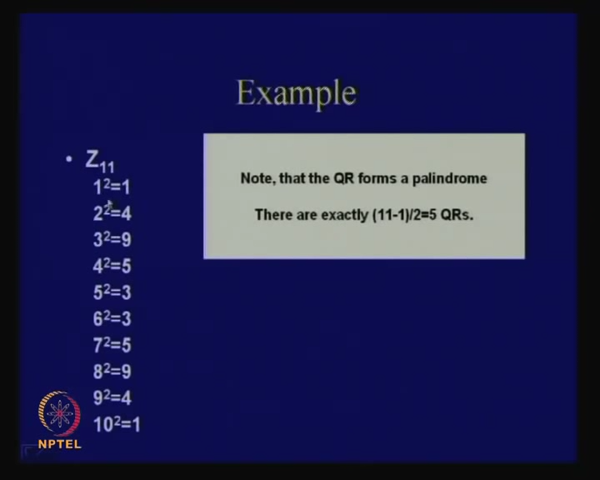 Example
• Z₁₁
1²=1
2²=4
3²=9
4²=5
5²=3
6²=3
7²=5
8²=9
9²=4
10²=1
Note, that the QR forms a palindrome
There are exactly (11-1)/2=5 QRs.
NPTEL